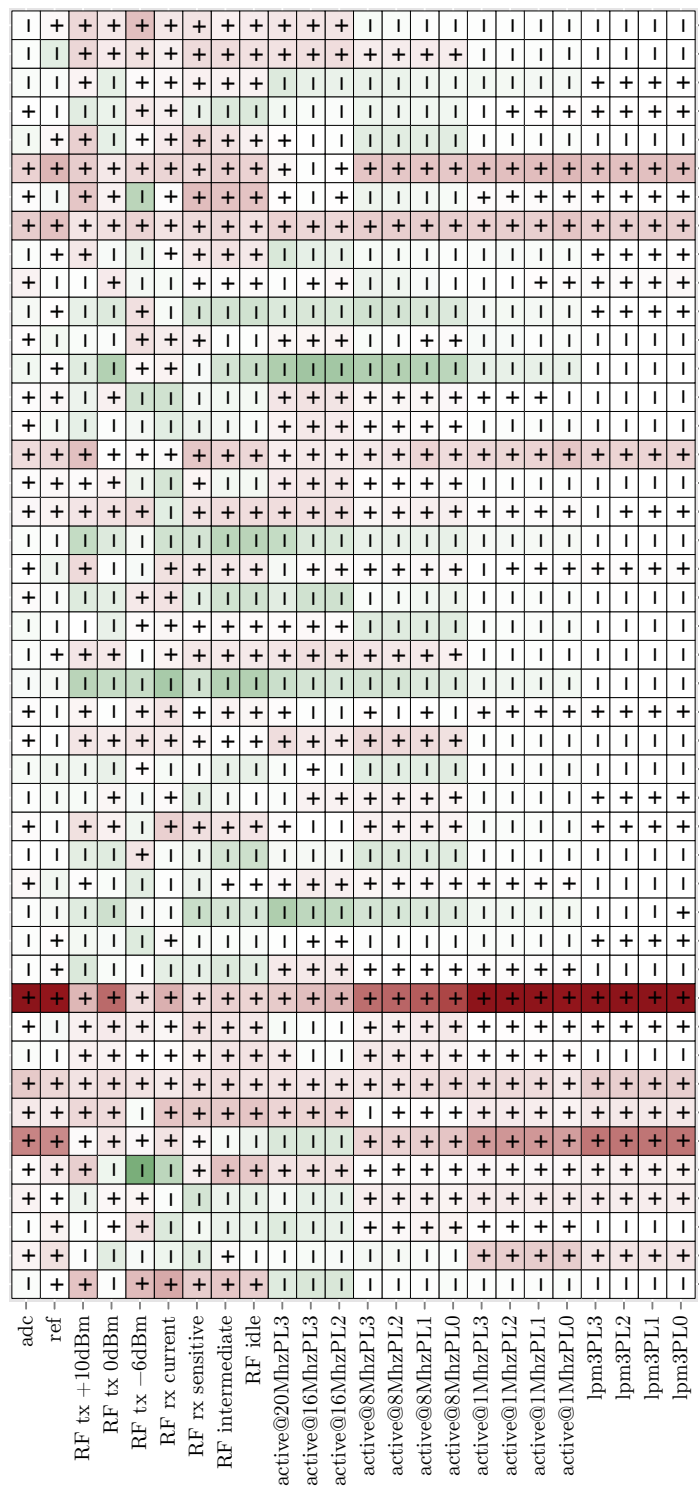 adc
ref
RF tx +10dBm
RF tx 0dBm
RF tx −6dBm
RF rx current
RF rx sensitive
RF intermediate
RF idle
active@20MhzPL3
active@16MhzPL3
active@16MhzPL2
active@8MhzPL3
active@8MhzPL2
active@8MhzPL1
active@8MhzPL0
active@1MhzPL3
active@1MhzPL2
active@1MhzPL1
active@1MhzPL0
lpm3PL3
lpm3PL2
lpm3PL1
lpm3PL0